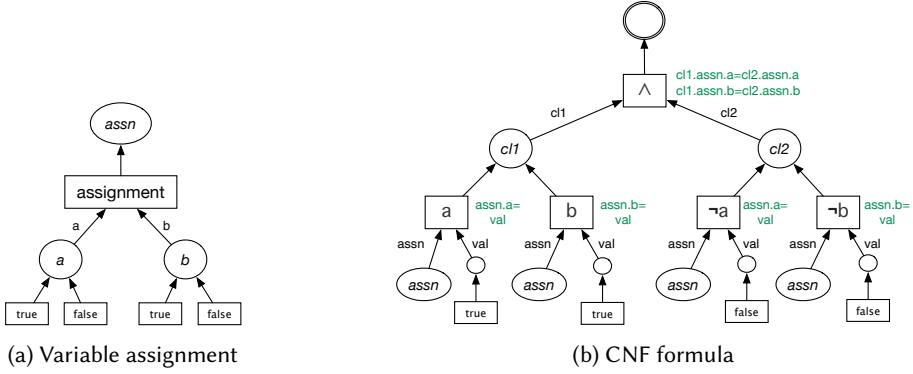 assn
assignment
a
b
a
b
true
false
true
false
(a) Variable assignment
∧
cl1.assn.a=cl2.assn.a
cl1.assn.b=cl2.assn.b
cl1
cl2
cl1
cl2
a
assn.a=
val
b
assn.b=
val
¬a
assn.a=
val
¬b
assn.b=
val
assn
val
assn
val
assn
val
assn
val
assn
assn
assn
assn
true
true
false
false
(b) CNF formula